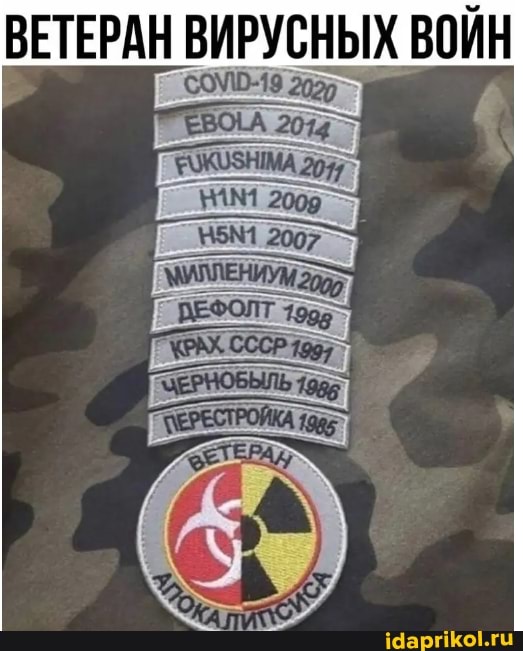 ВЕТЕРАН ВИРУСНЫХ ВОЙН
COVID-19 2020
EBOLA 2014
FUKUSHIMA 2011
H1N1 2009
H5N1 2007
МИЛЛЕНИУМ 2000
ДЕФОЛТ 1998
КРАХ СССР 1991
ЧЕРНОБЫЛЬ 1986
ПЕРЕСТРОЙКА 1985
ВЕТЕРАН
АПОКАЛИПСИСА
idaprikol.ru